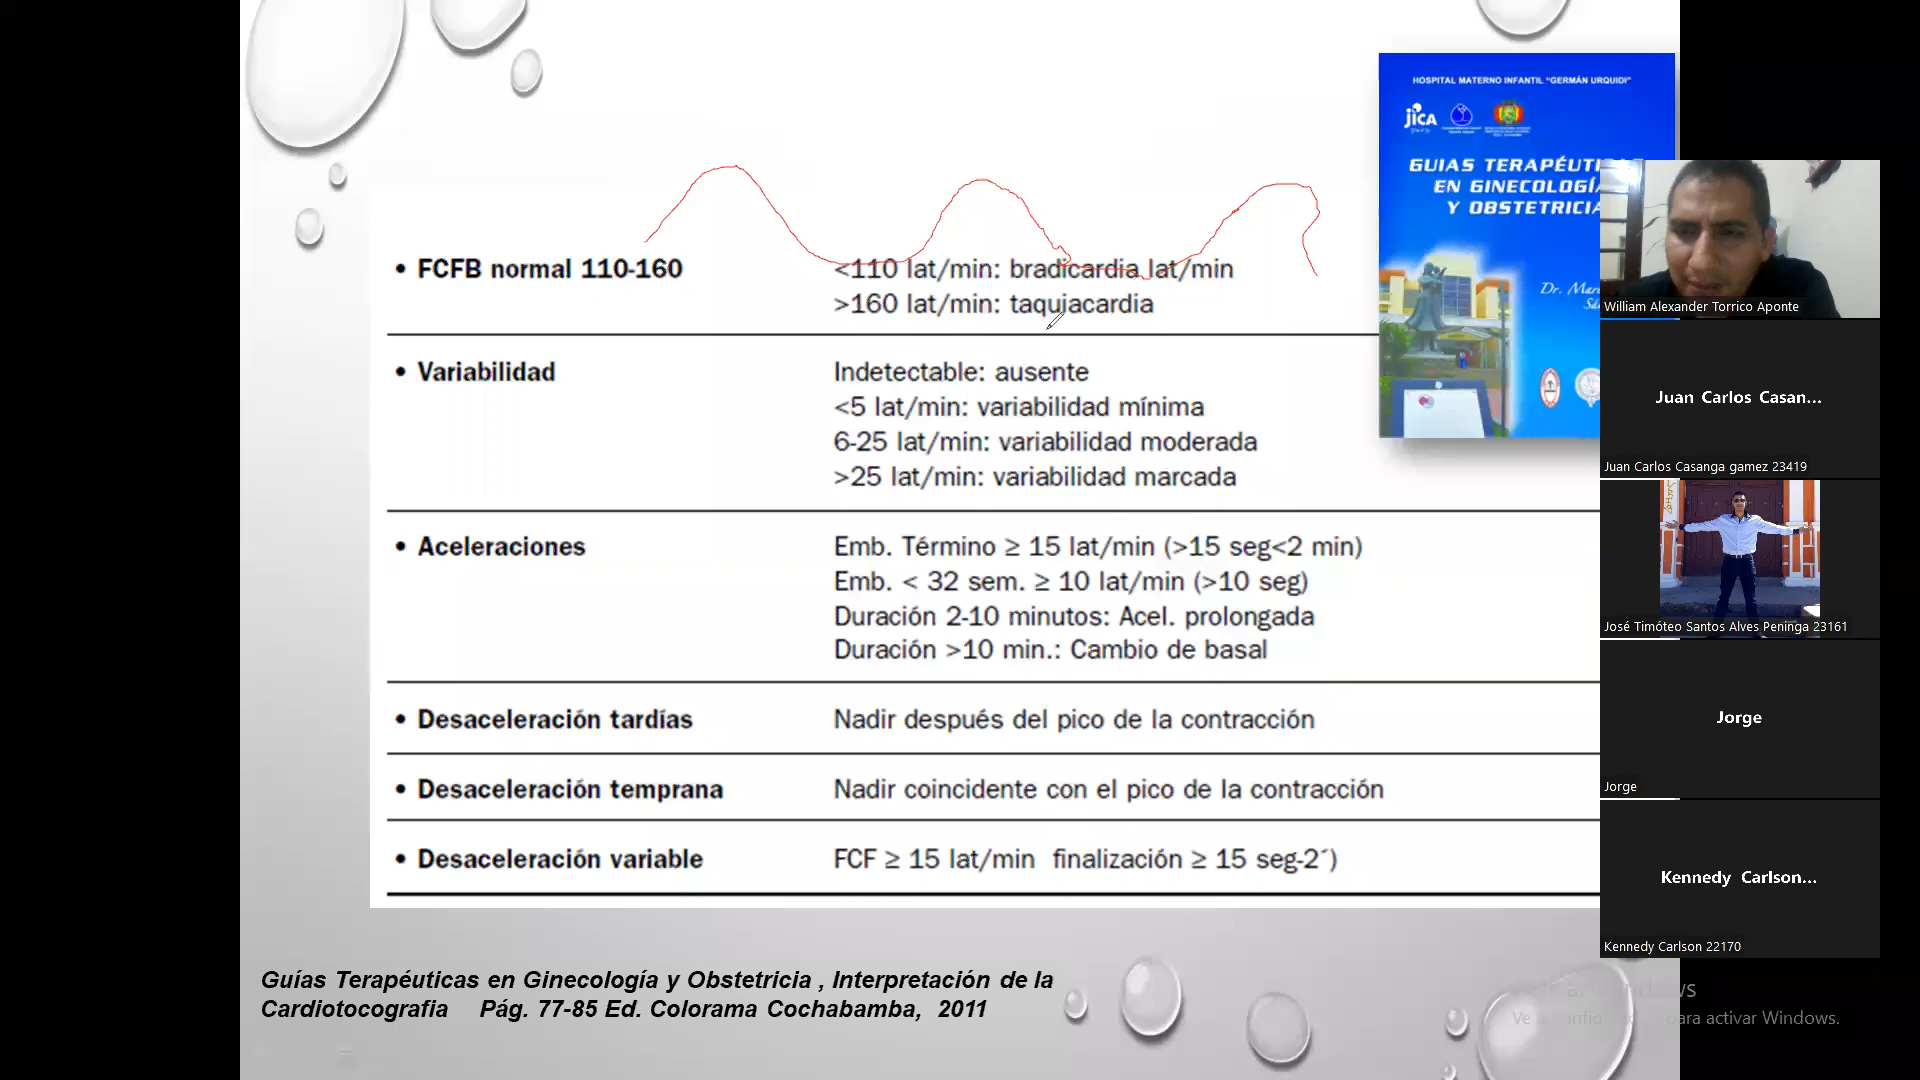 HOSPITAL MATERNO INFANTIL "GERMÁN URQUIDI"
jICA
GUIAS
EN
Y OBSTETRICIA
• FCFB normal 110-160
<110 lat/min: bradicardia lat/min
>160 lat/min: taquiacardia
• Variabilidad
Indetectable: ausente
<5 lat/min: variabilidad mínima
6-25 lat/min: variabilidad moderada
>25 lat/min: variabilidad marcada
• Aceleraciones
Emb. Término ≥ 15 lat/min (>15 seg<2 min)
Emb. < 32 sem. ≥ 10 lat/min (>10 seg)
Duración 2-10 minutos: Acel. prolongada
Duración >10 min.: Cambio de basal
• Desaceleración tardías
Nadir después del pico de la contracción
• Desaceleración temprana
Nadir coincidente con el pico de la contracción
• Desaceleración variable
FCF ≥ 15 lat/min finalización ≥ 15 seg-2´)
Guías Terapéuticas en Ginecología y Obstetricia , Interpretación de la
Cardiotocografia Pág. 77-85 Ed. Colorama Cochabamba, 2011
William Alexander Torrico Aponte
Juan Carlos Casan...
Juan Carlos Casanga gamez 23419
José Timóteo Santos Alves Peninga 23161
Jorge
Jorge
Kennedy Carlson...
Kennedy Carlson 22170
para activar Windows.